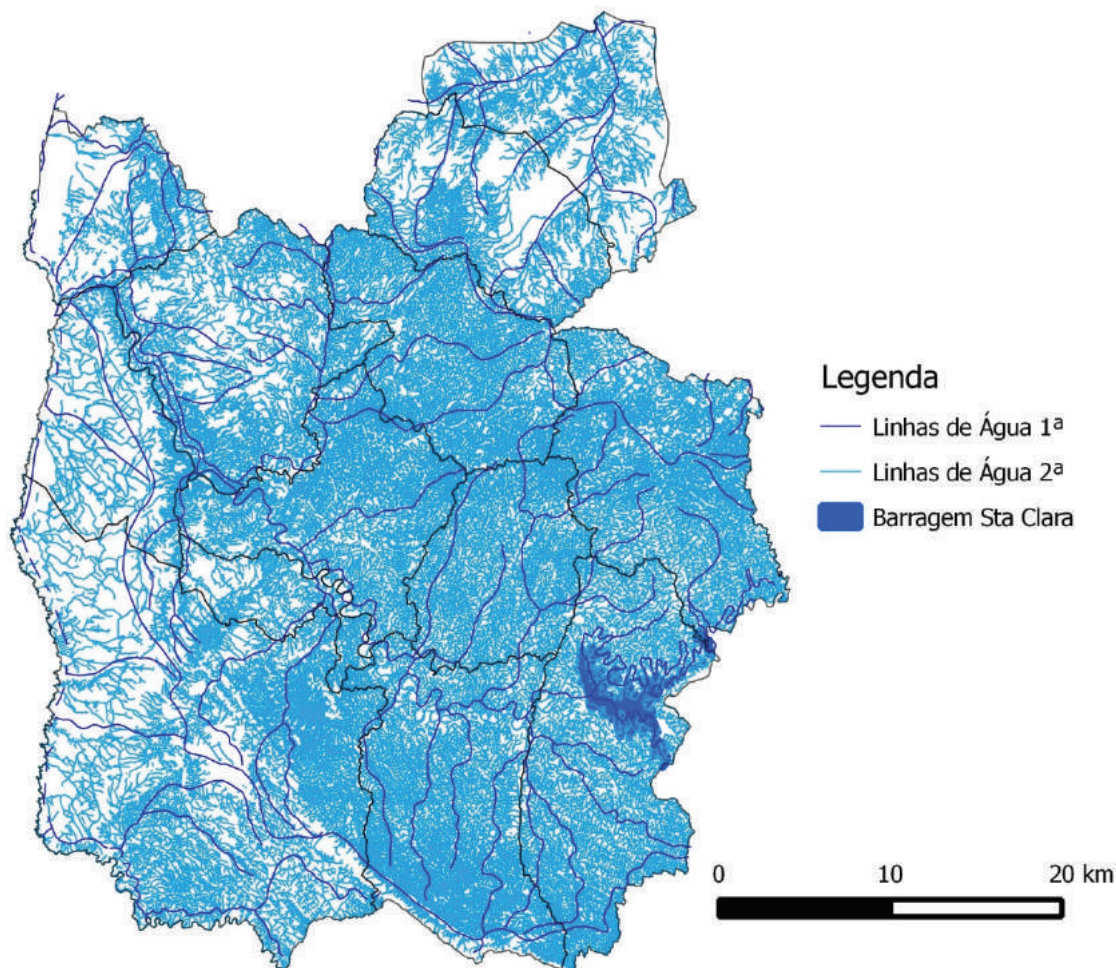 Legenda
Linhas de Água 1ª
Linhas de Água 2ª
Barragem Sta Clara
0 10 20 km